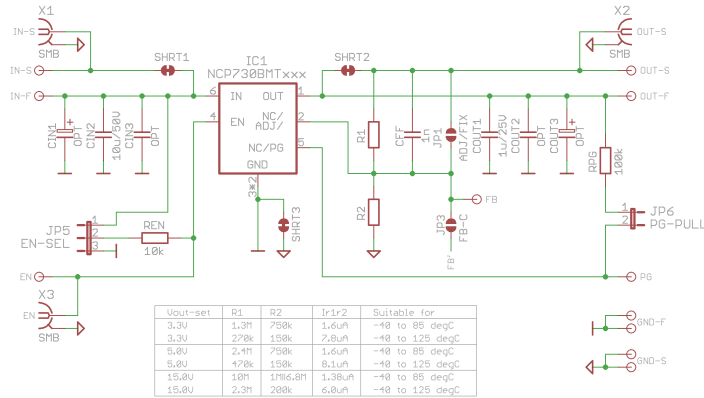 X1
IN-S
SMB
IN-S
SHRT1
IC1
NCP730BMTxxx
SHRT2
X2
OUT-S
SMB
OUT-S
IN-F
6 IN OUT 1
OUT-F
4 EN NC/ 2
ADJ/
NC/PG 5
GND
3*2
CIN1
OPT
CIN2
10u/50V
CIN3
OPT
R1
CFF
1n
JP1
ADJ/FIX
COUT1
1u/25V
COUT2
OPT
COUT3
OPT
RPG
100k
R2
FB
JP3
FB-C
FB'
SHRT3
JP5
EN-SEL
1
2
3
REN
10k
1
2
JP6
PG-PULL
EN
PG
X3
EN
SMB
GND-F
GND-S
Vout-set R1 R2 Ir1r2 Suitable for
3.3V 1.3M 750k 1.6uA -40 to 85 degC
3.3V 270k 150k 7.8uA -40 to 125 degC
5.0V 2.4M 750k 1.6uA -40 to 85 degC
5.0V 470k 150k 8.1uA -40 to 125 degC
15.0V 10M 1M||6.8M 1.38uA -40 to 85 degC
15.0V 2.3M 200k 6.0uA -40 to 125 degC